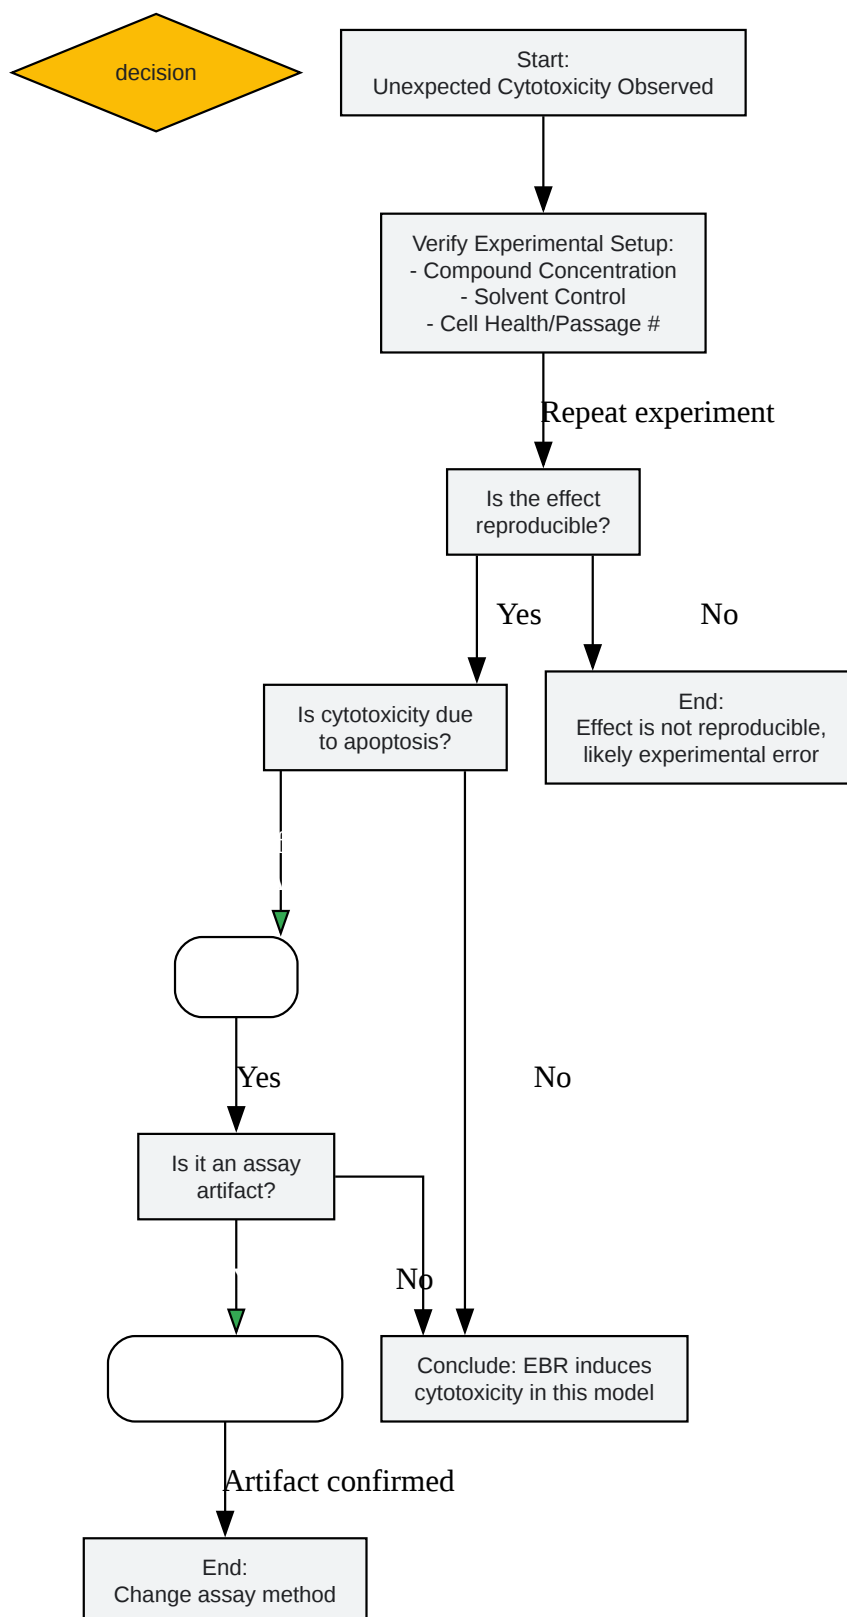 decision
Start:
Unexpected Cytotoxicity Observed
Verify Experimental Setup:
- Compound Concentration
- Solvent Control
- Cell Health/Passage #
Repeat experiment
Is the effect
reproducible?
Yes
No
Is cytotoxicity due
to apoptosis?
End:
Effect is not reproducible,
likely experimental error
Yes
No
Is it an assay
artifact?
No
Conclude: EBR induces
cytotoxicity in this model
Artifact confirmed
End:
Change assay method